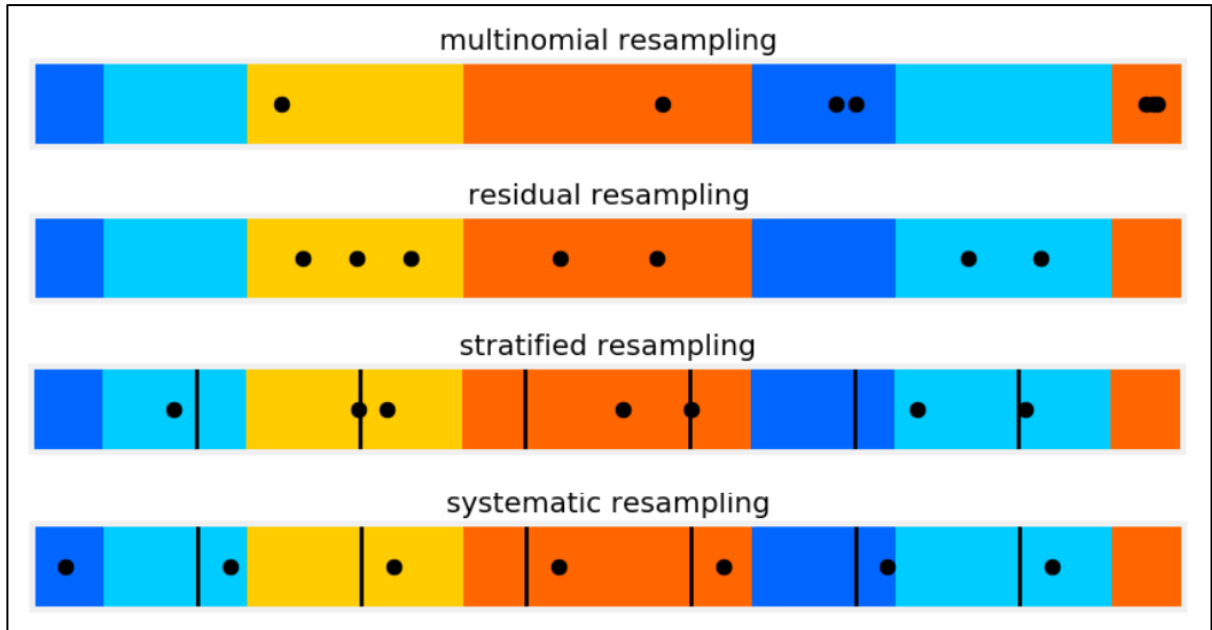 multinomial resampling
residual resampling
stratified resampling
systematic resampling